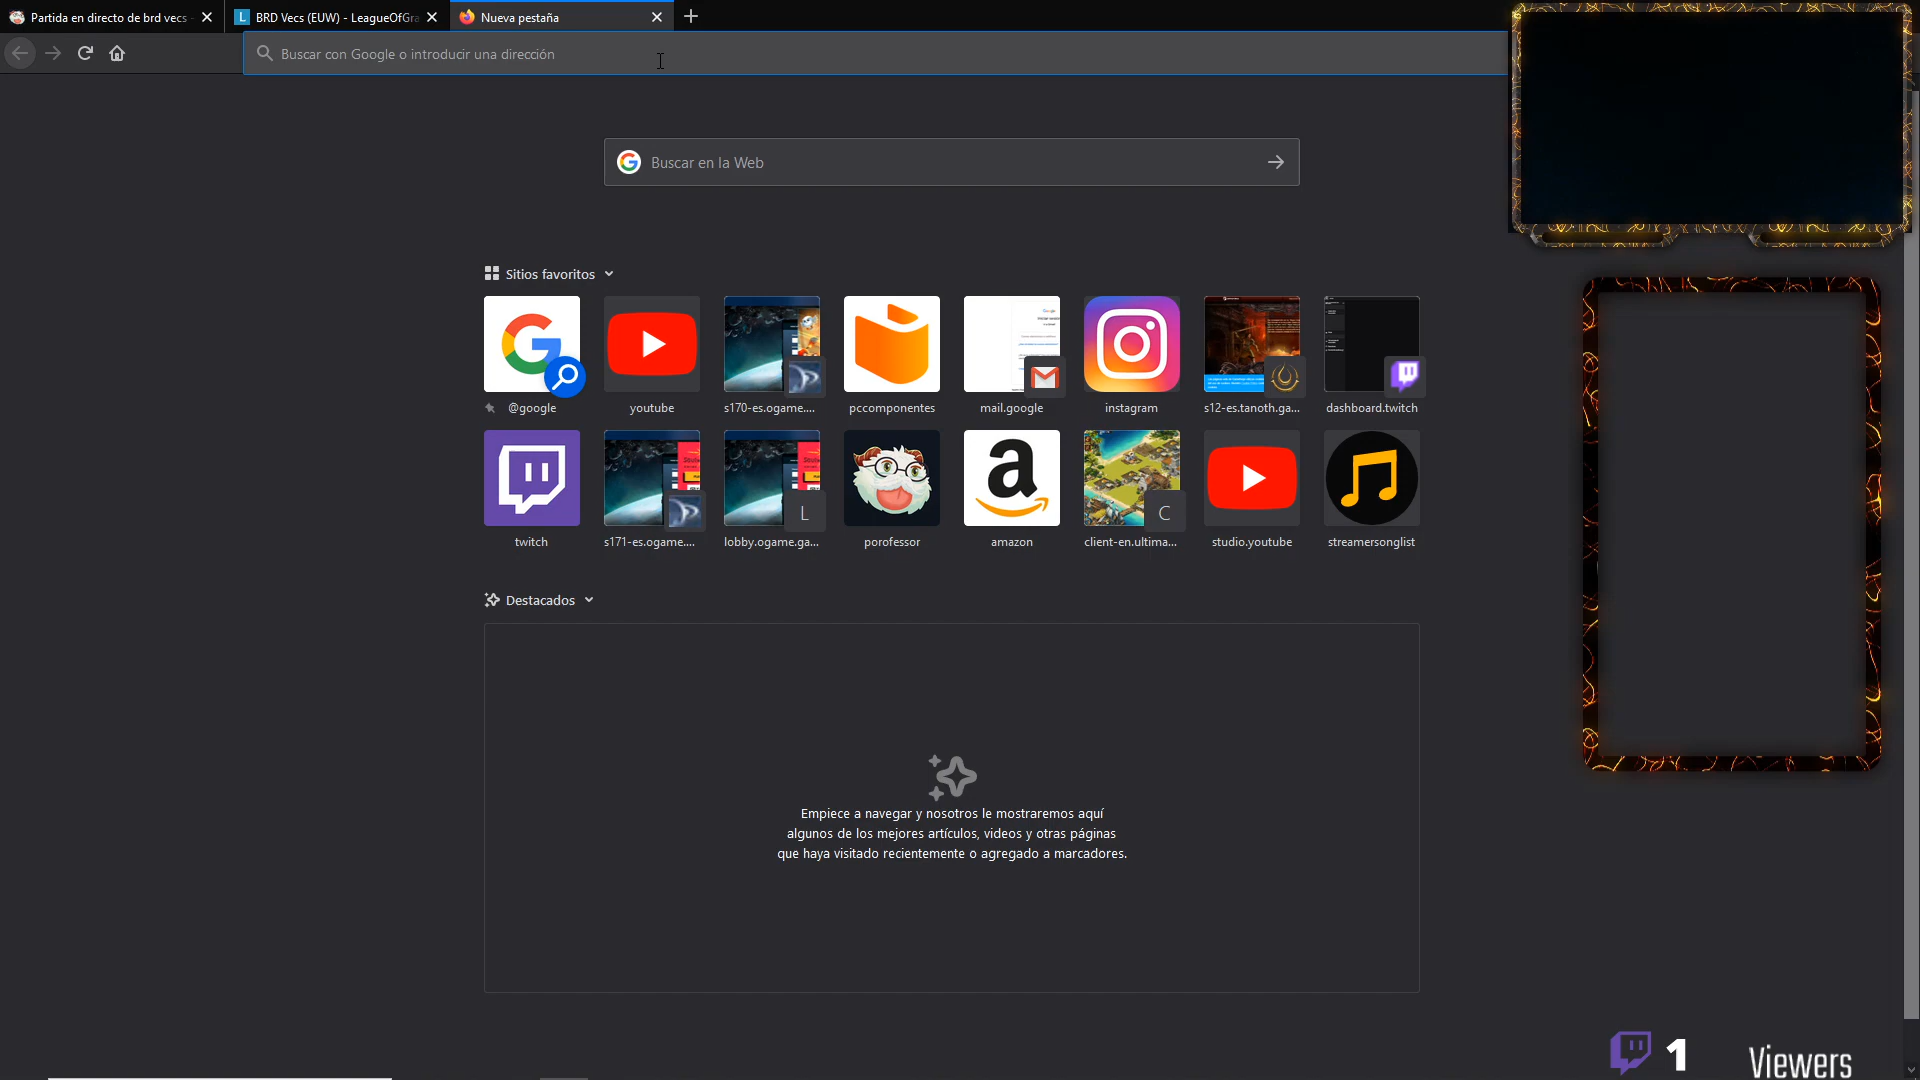 Partida en directo de brd vecs
BRD Vecs (EUW) - LeagueOfGra
Nueva pestaña
Buscar con Google o introducir una dirección
Buscar en la Web
Sitios favoritos
@google
youtube
s170-es.ogame....
pccomponentes
mail.google
instagram
s12-es.tanoth.ga...
dashboard.twitch
twitch
s171-es.ogame....
lobby.ogame.ga...
porofessor
amazon
client-en.ultima...
studio.youtube
streamersonglist
Destacados
Empiece a navegar y nosotros le mostraremos aquí
algunos de los mejores artículos, videos y otras páginas
que haya visitado recientemente o agregado a marcadores.
1 Viewers